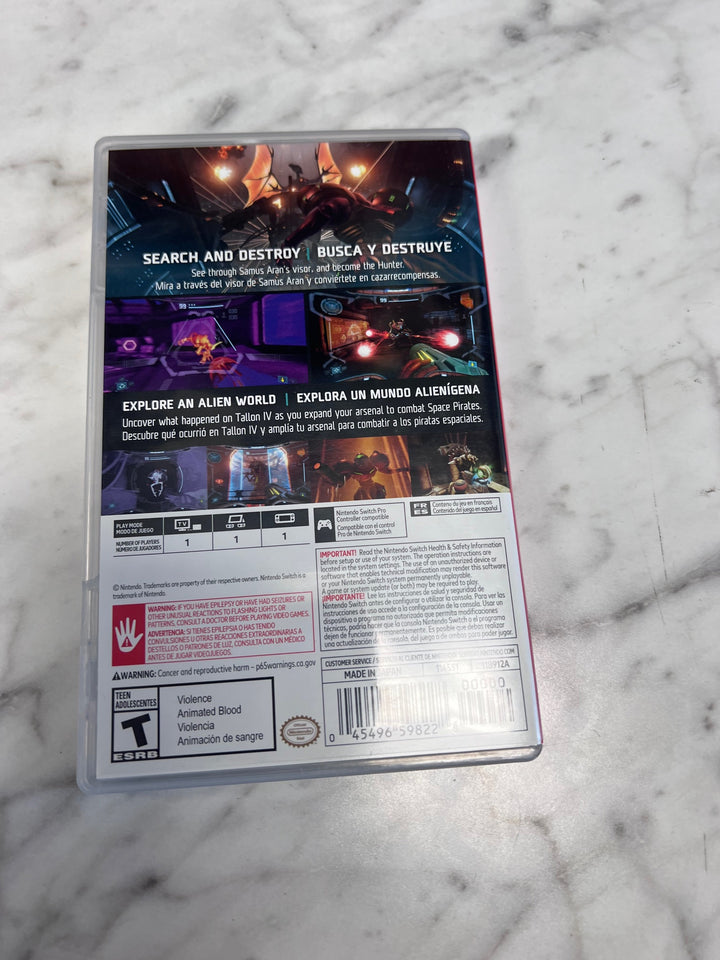 SEARCH AND DESTROY | BUSCA Y DESTRUYE
See through Samus Aran's visor, and become the Hunter.
Mira a través del visor de Samus Aran y conviértete en cazarrecompensas.
EXPLORE AN ALIEN WORLD | EXPLORA UN MUNDO ALIENÍGENA
Uncover what happened on Tallon IV as you expand your arsenal to combat Space Pirates.
Descubre qué ocurrió en Tallon IV y amplía tu arsenal para combatir a los piratas espaciales.
PLAY MODE
MODO DE JUEGO
TV
NUMBER OF PLAYERS
NÚMERO DE JUGADORES
1 1 1
Nintendo Switch Pro
Controller compatible
Compatible con el control
Pro de Nintendo Switch
FR
ES
Contenu du jeu en français
Contenido del juego en español
© Nintendo. Trademarks are property of their respective owners. Nintendo Switch is a
trademark of Nintendo.
WARNING: IF YOU HAVE EPILEPSY OR HAVE HAD SEIZURES OR
OTHER UNUSUAL REACTIONS TO FLASHING LIGHTS OR
PATTERNS, CONSULT A DOCTOR BEFORE PLAYING VIDEO GAMES.
ADVERTENCIA: SI TIENES EPILEPSIA O HAS TENIDO
CONVULSIONES U OTRAS REACCIONES EXTRAORDINARIAS A
DESTELLOS O PATRONES DE LUZ, CONSULTA CON UN MÉDICO
ANTES DE JUGAR VIDEOJUEGOS.
WARNING: Cancer and reproductive harm – p65warnings.ca.gov
IMPORTANT! Read the Nintendo Switch Health & Safety Information
before setup or use of your system. The operation instructions are
located in the system settings. The use of an unauthorized device or
software that enables technical modification may render this software
or your Nintendo Switch system permanently unplayable.
A game or system update (or both) may be required to play.
¡IMPORTANTE! Lee las instrucciones de salud y seguridad de
Nintendo Switch antes de configurar o utilizar la consola. Para ver las
instrucciones de uso accede a la configuración de la consola. Usar un
dispositivo o programa no autorizado que permita modificaciones
técnicas, podría hacer que la consola Nintendo Switch o el programa
dejen de funcionar permanentemente. Es posible que debas realizar
una actualización del consola o del juego (o de ambos) para poder jugar.
CUSTOMER SERVICE
MADE IN JAPAN
00000
0 45496 59822
TEEN
ADOLESCENTES
T
ESRB
Violence
Animated Blood
Violencia
Animación de sangre
Official
Nintendo
Seal